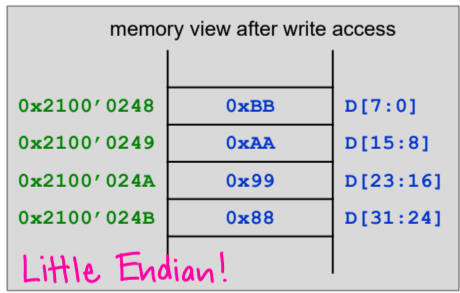 memory view after write access
0x2100'0248 0xBB D[7:0]
0x2100'0249 0xAA D[15:8]
0x2100'024A 0x99 D[23:16]
0x2100'024B 0x88 D[31:24]
Little Endian!